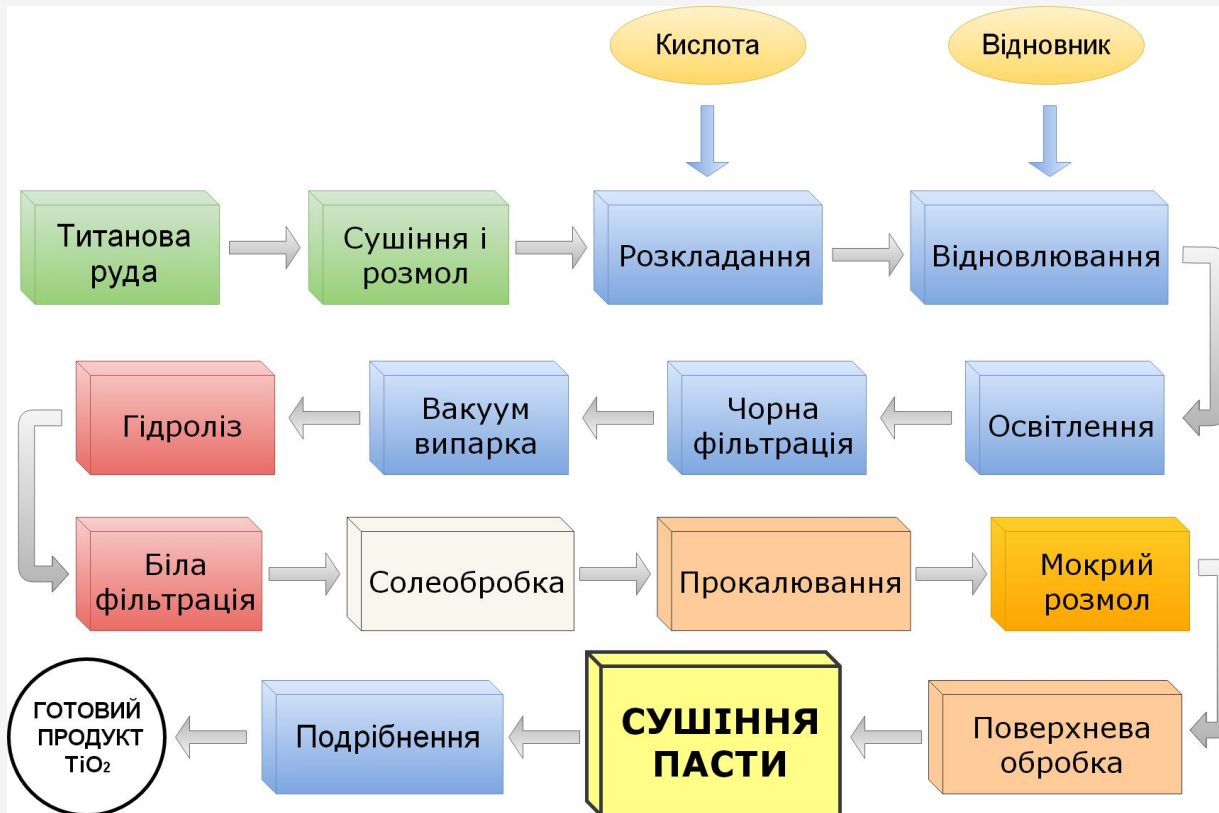 Кислота
Відновник
Титанова
руда
Сушіння і
розмол
Розкладання
Відновлювання
Освітлення
Чорна
фільтрація
Вакуум
випарка
Гідроліз
Біла
фільтрація
Солеобробка
Прокалювання
Мокрий
розмол
Поверхнева
обробка
СУШІННЯ
ПАСТИ
Подрібнення
ГОТОВИЙ
ПРОДУКТ
TiO₂